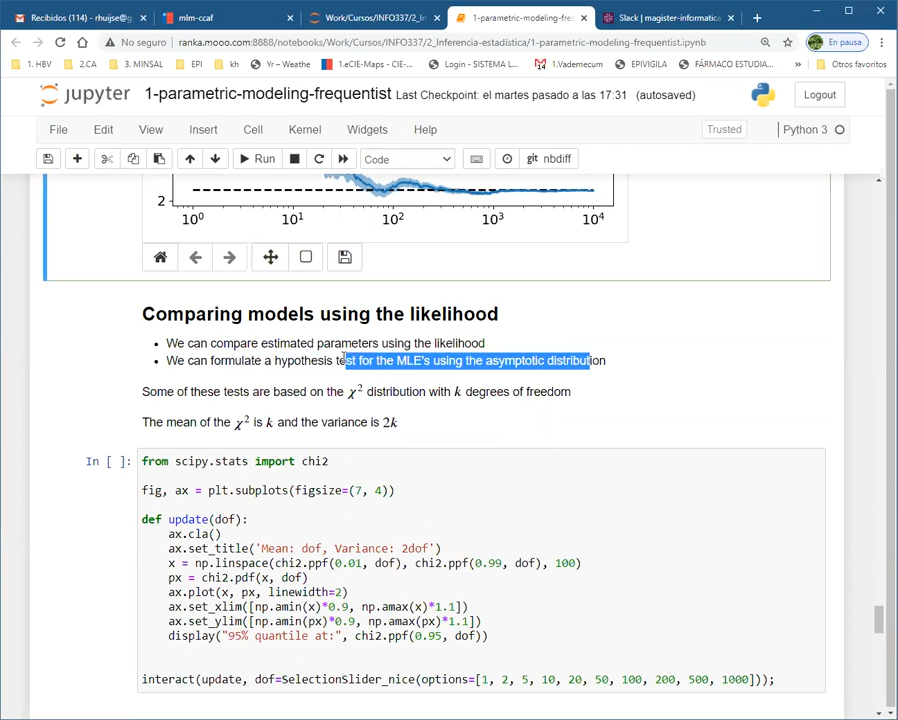 Recibidos (114) - rhuijse@g
mlm-ccaf
Work/Cursos/INFO337/2_In
1-parametric-modeling-fre
Slack | magister-informatica
No seguro
ranka.mooo.com:8888/notebooks/Work/Cursos/INFO337/2_Inferencia-estadística/1-parametric-modeling-frequentist.ipynb
En pausa
1. HBV
2.CA
3. MINSAL
EPI
kh
Yr – Weathe
1.eCIE-Maps - CIE-...
Login - SISTEMA L...
1.Vademecum
EPIVIGILA
FÁRMACO ESTUDIA...
»
Otros favoritos
jupyter 1-parametric-modeling-frequentist Last Checkpoint: el martes pasado a las 17:31 (autosaved)
Logout
File Edit View Insert Cell Kernel Widgets Help
Trusted
Python 3
Run
Code
git nbdiff
2
10⁰ 10¹ 10² 10³ 10⁴
Comparing models using the likelihood
• We can compare estimated parameters using the likelihood
• We can formulate a hypothesis test for the MLE's using the asymptotic distribution
Some of these tests are based on the χ² distribution with k degrees of freedom
The mean of the χ² is k and the variance is 2k
In [ ]: from scipy.stats import chi2
fig, ax = plt.subplots(figsize=(7, 4))
def update(dof):
    ax.cla()
    ax.set_title('Mean: dof, Variance: 2dof')
    x = np.linspace(chi2.ppf(0.01, dof), chi2.ppf(0.99, dof), 100)
    px = chi2.pdf(x, dof)
    ax.plot(x, px, linewidth=2)
    ax.set_xlim([np.amin(x)*0.9, np.amax(x)*1.1])
    ax.set_ylim([np.amin(px)*0.9, np.amax(px)*1.1])
    display("95% quantile at:", chi2.ppf(0.95, dof))
interact(update, dof=SelectionSlider_nice(options=[1, 2, 5, 10, 20, 50, 100, 200, 500, 1000]));